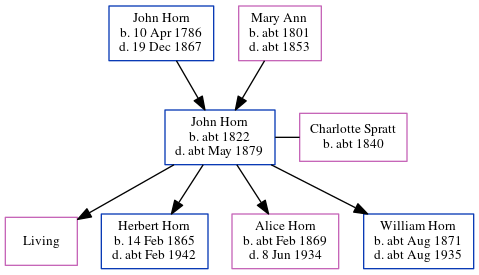 John Horn
b. 10 Apr 1786
d. 19 Dec 1867
Mary Ann
b. abt 1801
d. abt 1853
John Horn
b. abt 1822
d. abt May 1879
Charlotte Spratt
b. abt 1840
Living
Herbert Horn
b. 14 Feb 1865
d. abt Feb 1942
Alice Horn
b. abt Feb 1869
d. 8 Jun 1934
William Horn
b. abt Aug 1871
d. abt Aug 1935